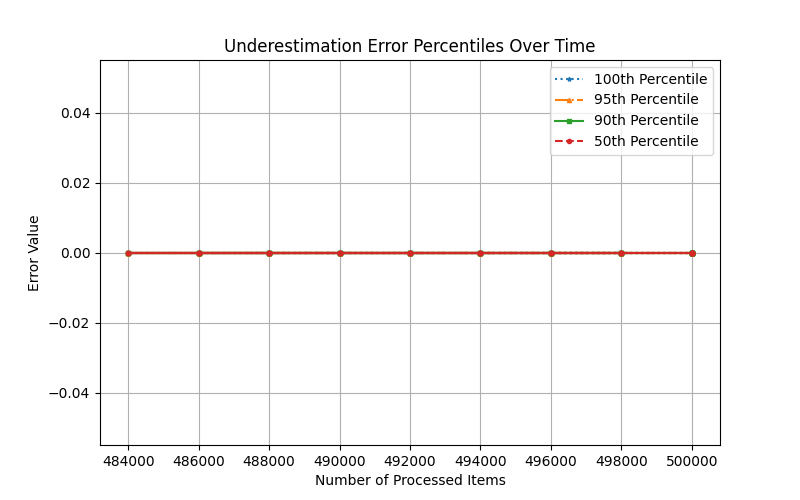 Underestimation Error Percentiles Over Time
100th Percentile
95th Percentile
90th Percentile
50th Percentile
0.04
0.02
0.00
−0.02
−0.04
Error Value
484000 486000 488000 490000 492000 494000 496000 498000 500000
Number of Processed Items